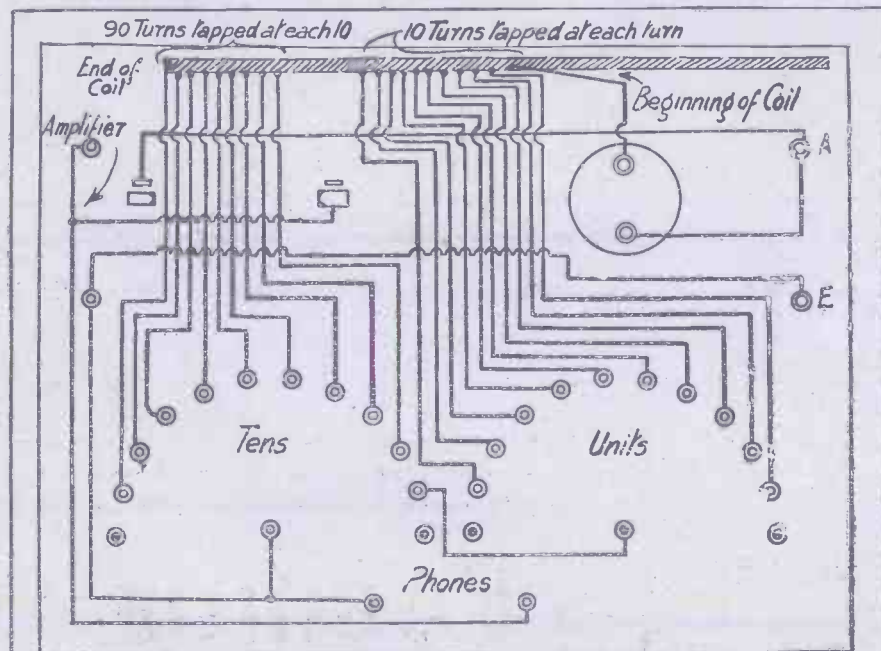 90 Turns tapped at each 10
10 Turns tapped at each turn
End of
Coil
Beginning of Coil
Amplifier
A
E
Tens
Units
Phones